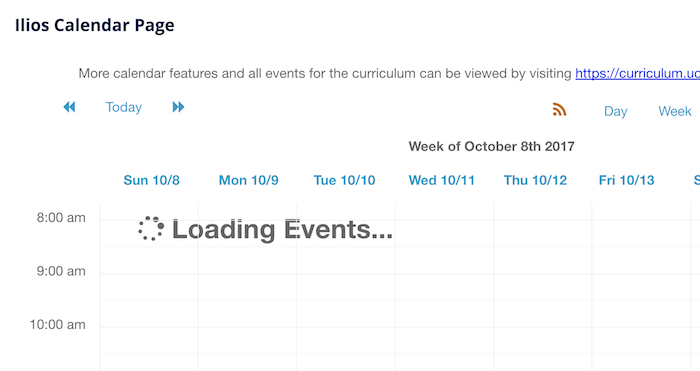 Ilios Calendar Page
More calendar features and all events for the curriculum can be viewed by visiting https://curriculum.uc
Today
Day Week
Week of October 8th 2017
Sun 10/8 Mon 10/9 Tue 10/10 Wed 10/11 Thu 10/12 Fri 10/13 S
8:00 am
Loading Events...
9:00 am
10:00 am